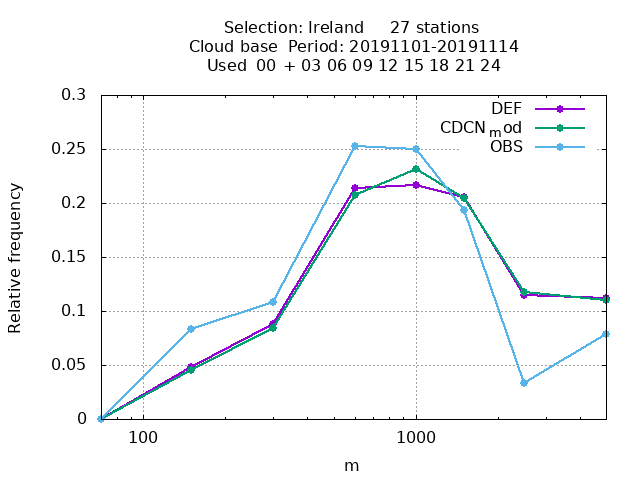 Selection: Ireland     27 stations
Cloud base  Period: 20191101-20191114
Used  00 + 03 06 09 12 15 18 21 24
0.3
0.25
0.2
0.15
0.1
0.05
0
100
1000
Relative frequency
m
DEF
CDCNmod
OBS